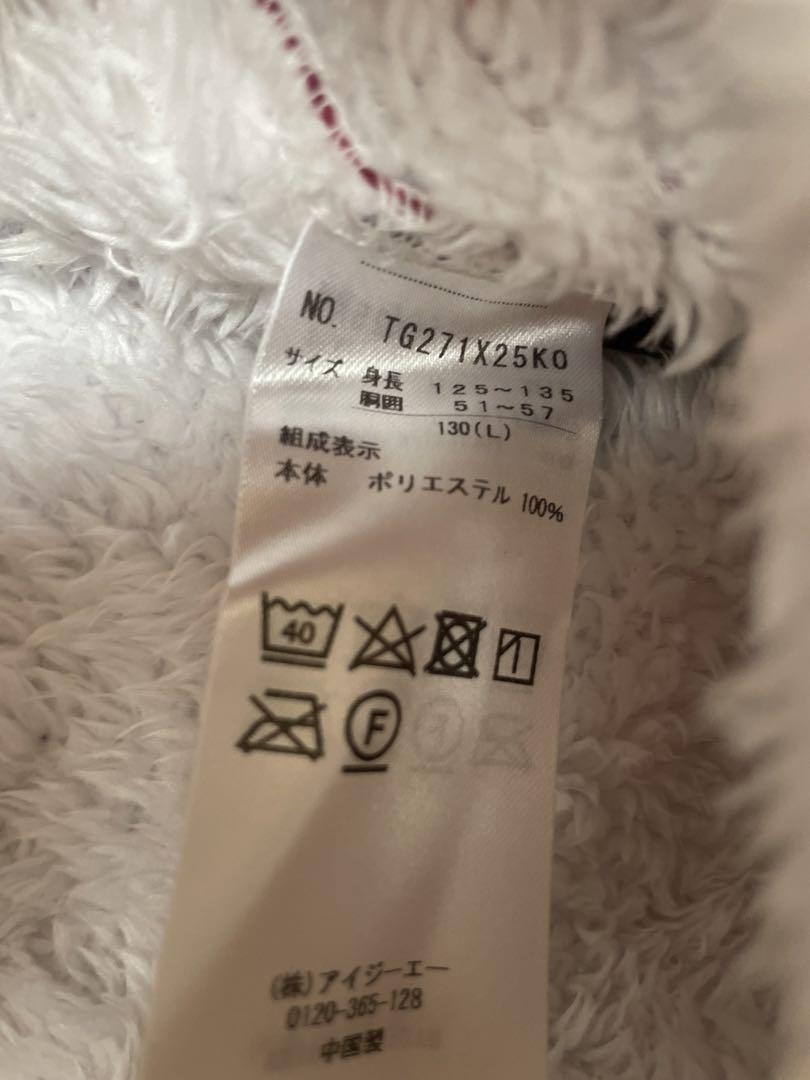 NO. TG271X25KO
サイズ 身長 125～135
胴囲 51～57
130(L)
組成表示
本体 ポリエステル 100%
40
F
(株)アイジーエー
0120-365-128
中国製